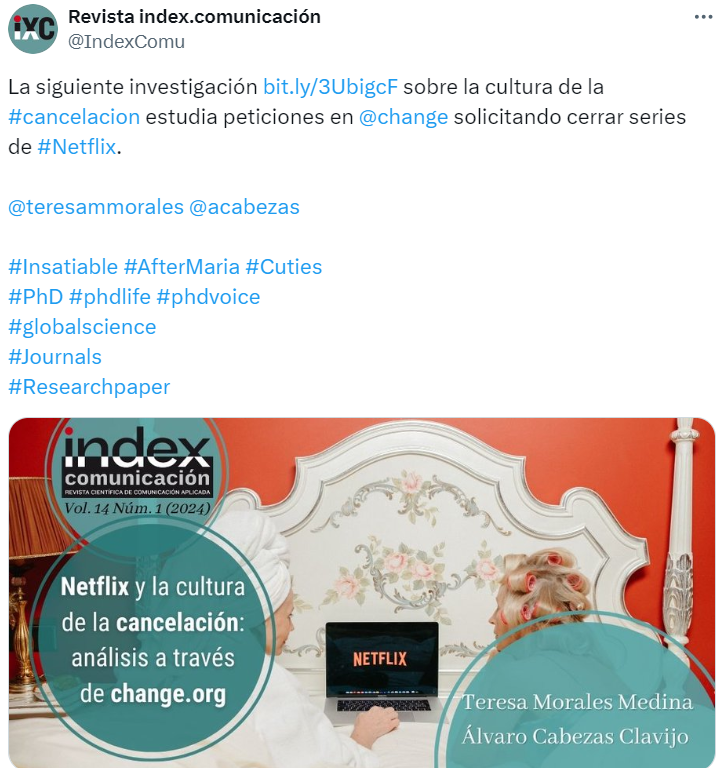 Revista index.comunicación
@IndexComu
La siguiente investigación bit.ly/3UbigcF sobre la cultura de la
#cancelacion estudia peticiones en @change solicitando cerrar series
de #Netflix.
@teresammorales @acabezas
#Insatiable #AfterMaria #Cuties
#PhD #phdlife #phdvoice
#globalscience
#Journals
#Researchpaper
index
comunicación
REVISTA CIENTÍFICA DE COMUNICACIÓN APLICADA
Vol. 14 Núm. 1 (2024)
Netflix y la cultura
de la cancelación:
análisis a través
de change.org
NETFLIX
Teresa Morales Medina
Álvaro Cabezas Clavijo
iXC